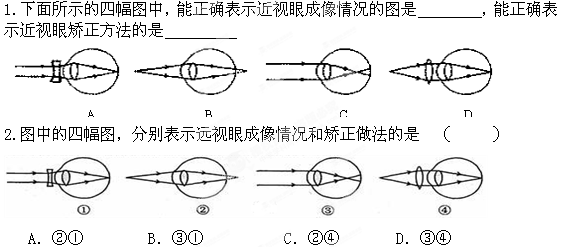 1.下面所示的四幅图中，能正确表示近视眼成像情况的图是________，能正确表
示近视眼矫正方法的是________
A B C D
2.图中的四幅图，分别表示远视眼成像情况和矫正做法的是 （ ）
① ② ③ ④
A. ②① B. ③① C. ②④ D. ③④